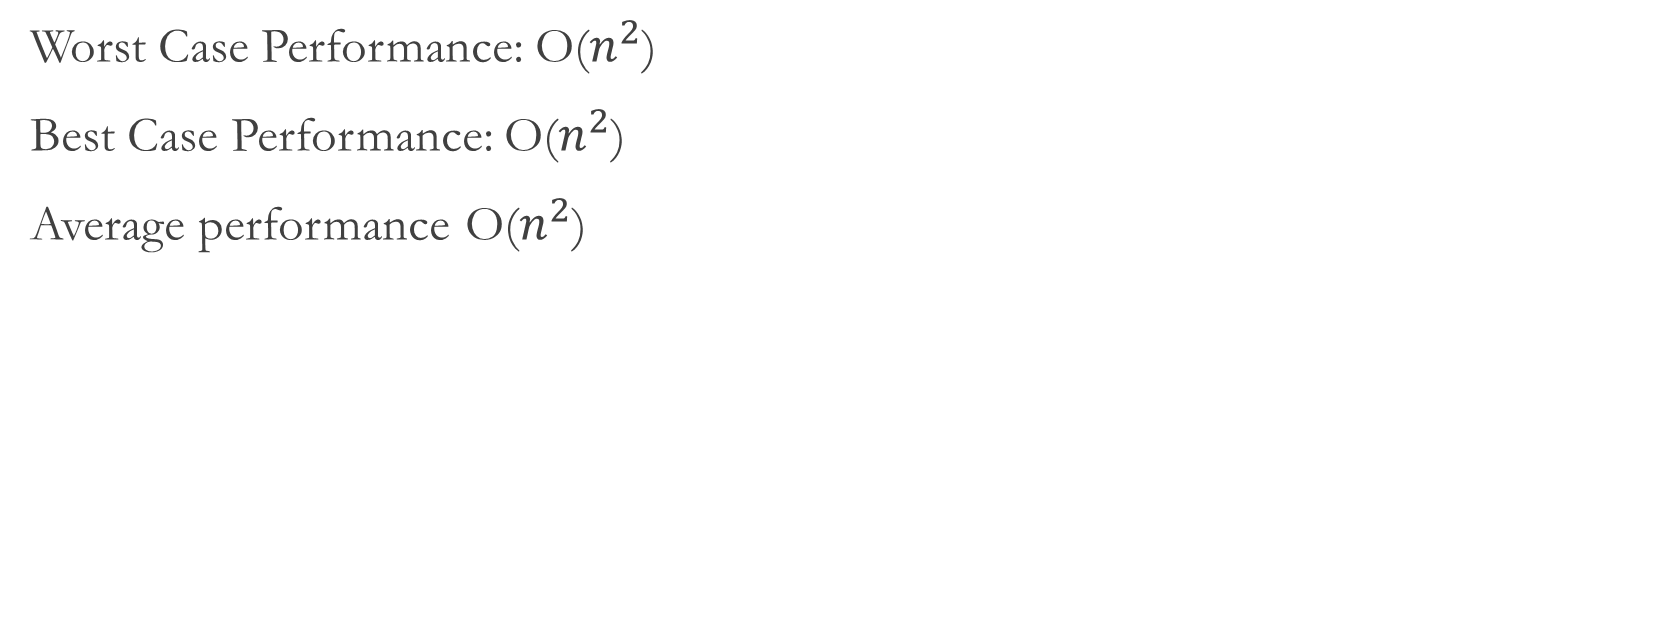 Worst Case Performance: O(𝑛²)
Best Case Performance: O(𝑛²)
Average performance O(𝑛²)